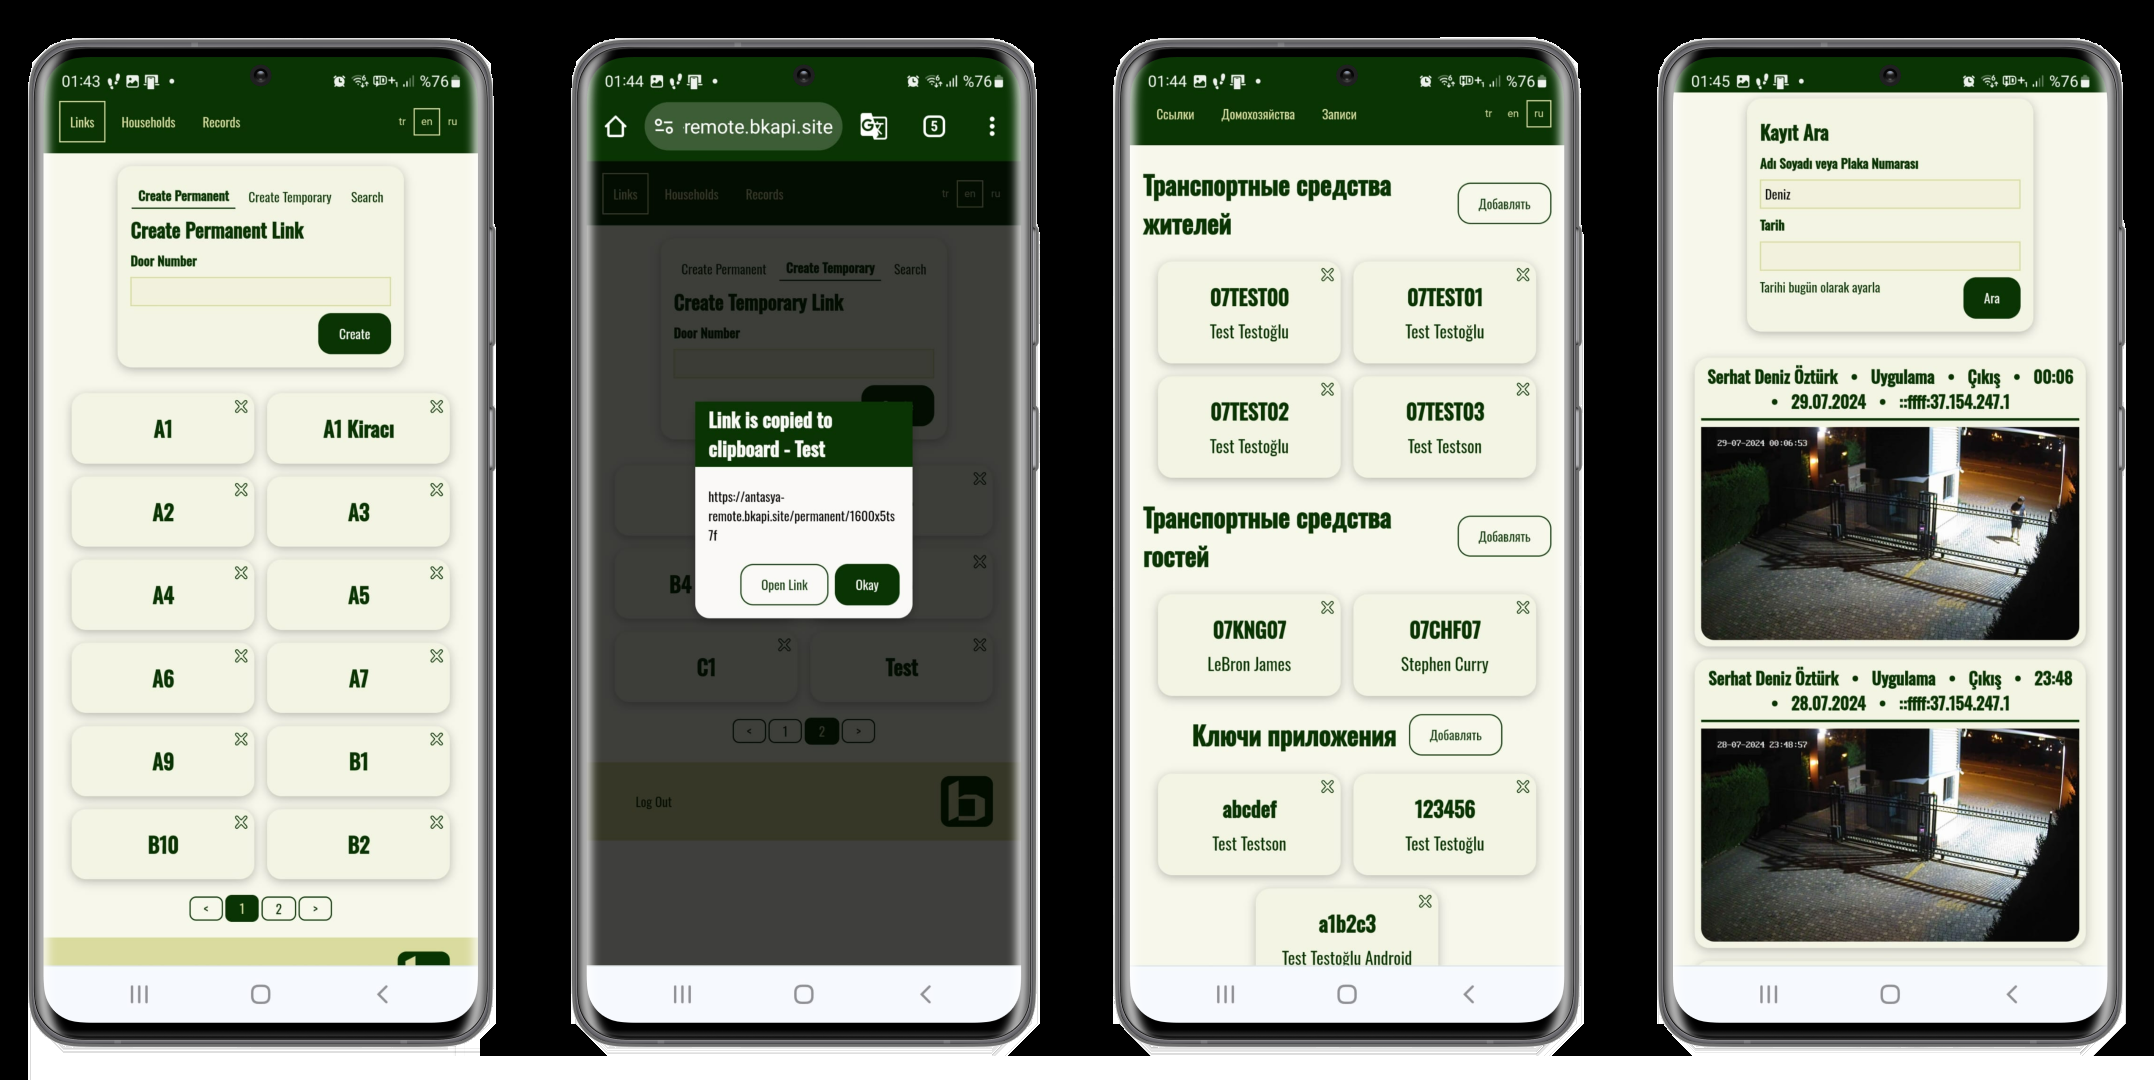 01:43
HD+
%76
Links Households Records tr en ru
Create Permanent Create Temporary Search
Create Permanent Link
Door Number
Create
A1 A1 Kiracı
A2 A3
A4 A5
A6 A7
A9 B1
B10 B2
< 1 2 >
01:44
%76
remote.bkapi.site
5
Links Households Records tr en ru
Create Permanent Create Temporary Search
Create Temporary Link
Door Number
Link is copied to
clipboard - Test
https://antasya-
remote.bkapi.site/permanent/1600x5ts
7f
Open Link Okay
B4
C1 Test
< 1 2 >
Log Out
01:44
HD+
%76
Ссылки Домохозяйства Записи tr en ru
Транспортные средства
жителей
Добавлять
07TEST00 07TEST01
Test Testoğlu Test Testoğlu
07TEST02 07TEST03
Test Testoğlu Test Testson
Транспортные средства
гостей
Добавлять
07KNG07 07CHF07
LeBron James Stephen Curry
Ключи приложения Добавлять
abcdef 123456
Test Testson Test Testoğlu
a1b2c3
Test Testoğlu Android
01:45
HD+
%76
Kayıt Ara
Adı Soyadı veya Plaka Numarası
Deniz
Tarih
Tarihi bugün olarak ayarla
Ara
Serhat Deniz Öztürk • Uygulama • Çıkış • 00:06
• 29.07.2024 • ::ffff:37.154.247.1
29-07-2024 00:06:53
Serhat Deniz Öztürk • Uygulama • Çıkış • 23:48
• 28.07.2024 • ::ffff:37.154.247.1
28-07-2024 23:48:57